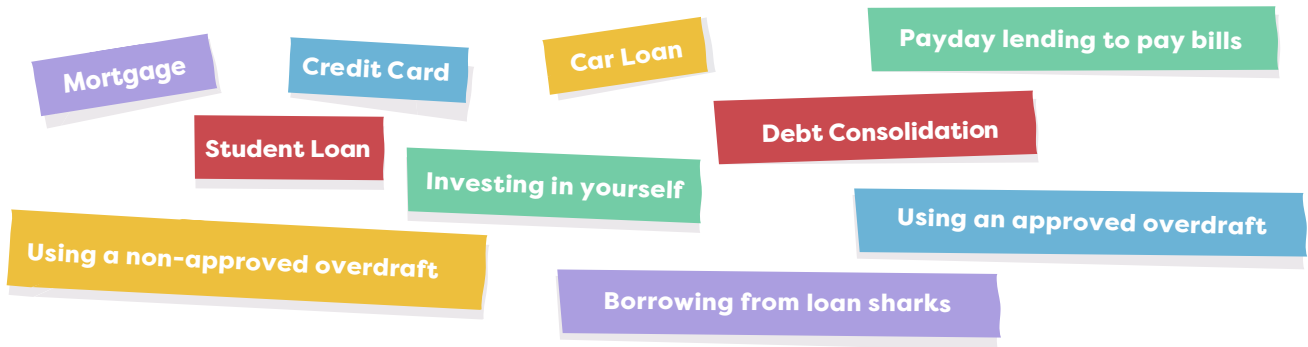 Mortgage
Credit Card
Car Loan
Payday lending to pay bills
Student Loan
Debt Consolidation
Investing in yourself
Using an approved overdraft
Using a non-approved overdraft
Borrowing from loan sharks